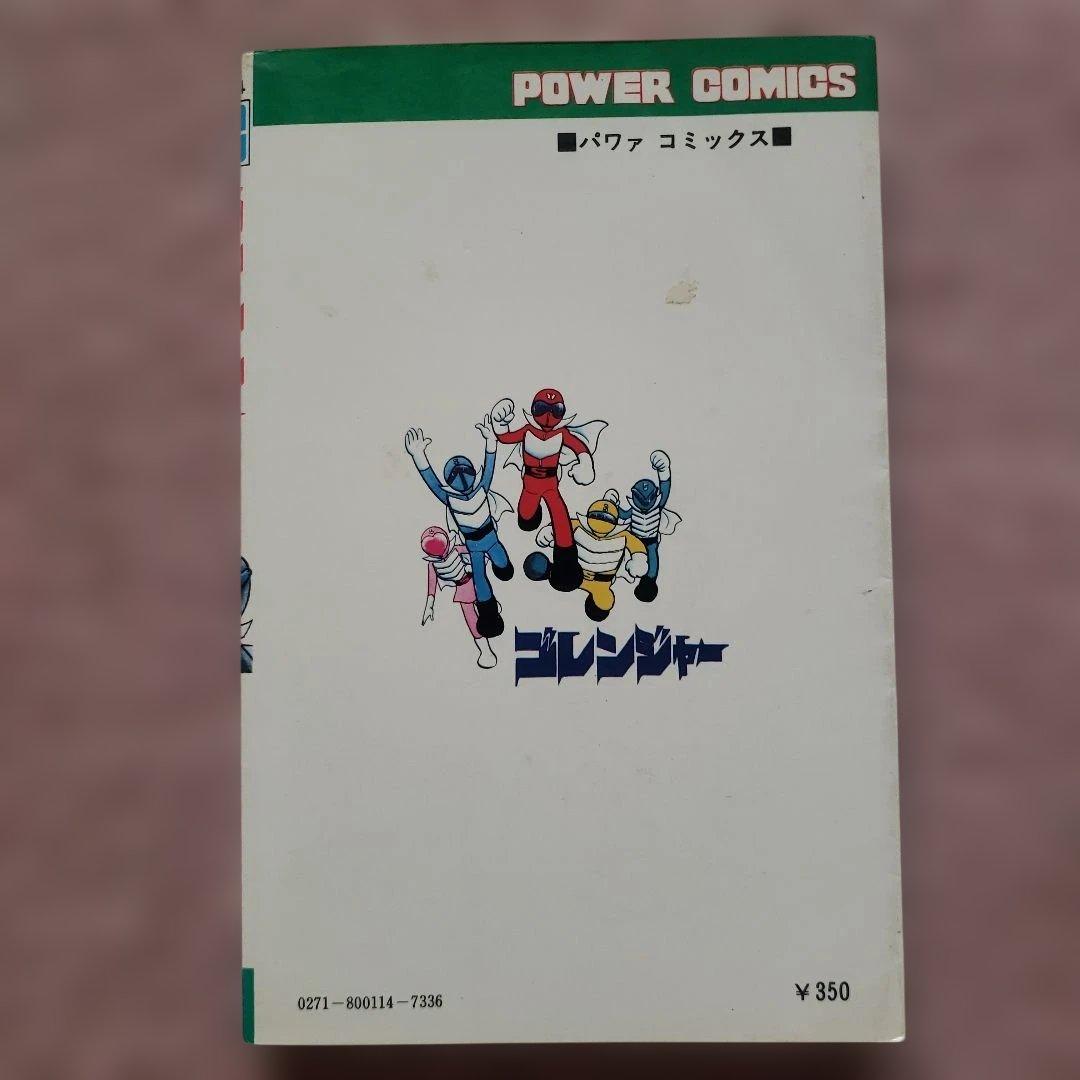 POWER COMICS
■パワァ コミックス■
ゴレンジャー
0271-800114-7336
¥350